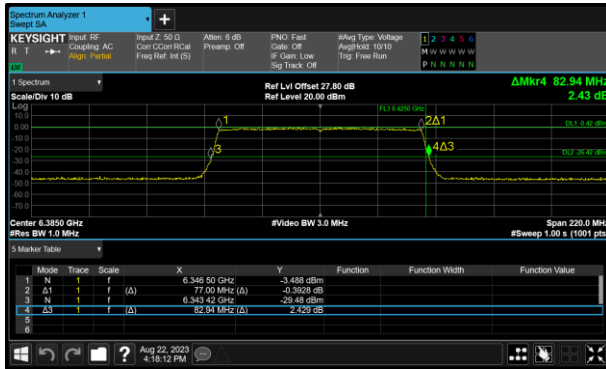 Spectrum Analyzer 1
Swept SA
KEYSIGHT Input: RF Input Z: 50 Ω Atten: 6 dB PNO: Fast #Avg Type: Voltage 1 2 3 4 5 6
R T Coupling: AC Corr CCorr RCal Preamp: Off Gate: Off Avg|Hold: 10/10 M W W W W W
Align: Partial Freq Ref: Int (S) IF Gain: Low Trig: Free Run
Sig Track: Off P N N N N N
1 Spectrum Ref Lvl Offset 27.80 dB ΔMkr4 82.94 MHz
Scale/Div 10 dB Ref Level 20.00 dBm 2.43 dB
Log
FL3 6.4250 GHz
10.0
0.00 1 2Δ1 DL1 -0.42 dBm
-10.0
-20.0 3 4Δ3 DL2 -26.42 dBm
-30.0
-40.0
-50.0
-60.0
-70.0
Center 6.3850 GHz #Video BW 3.0 MHz Span 220.0 MHz
#Res BW 1.0 MHz #Sweep 1.00 s (1001 pts)
5 Marker Table
Mode Trace Scale X Y Function Function Width Function Value
1 N 1 f 6.346 50 GHz -3.488 dBm
2 Δ1 1 f (Δ) 77.00 MHz (Δ) -0.3928 dB
3 N 1 f 6.343 42 GHz -29.48 dBm
4 Δ3 1 f (Δ) 82.94 MHz (Δ) 2.429 dB
5
6
? Aug 22, 2023
4:18:12 PM